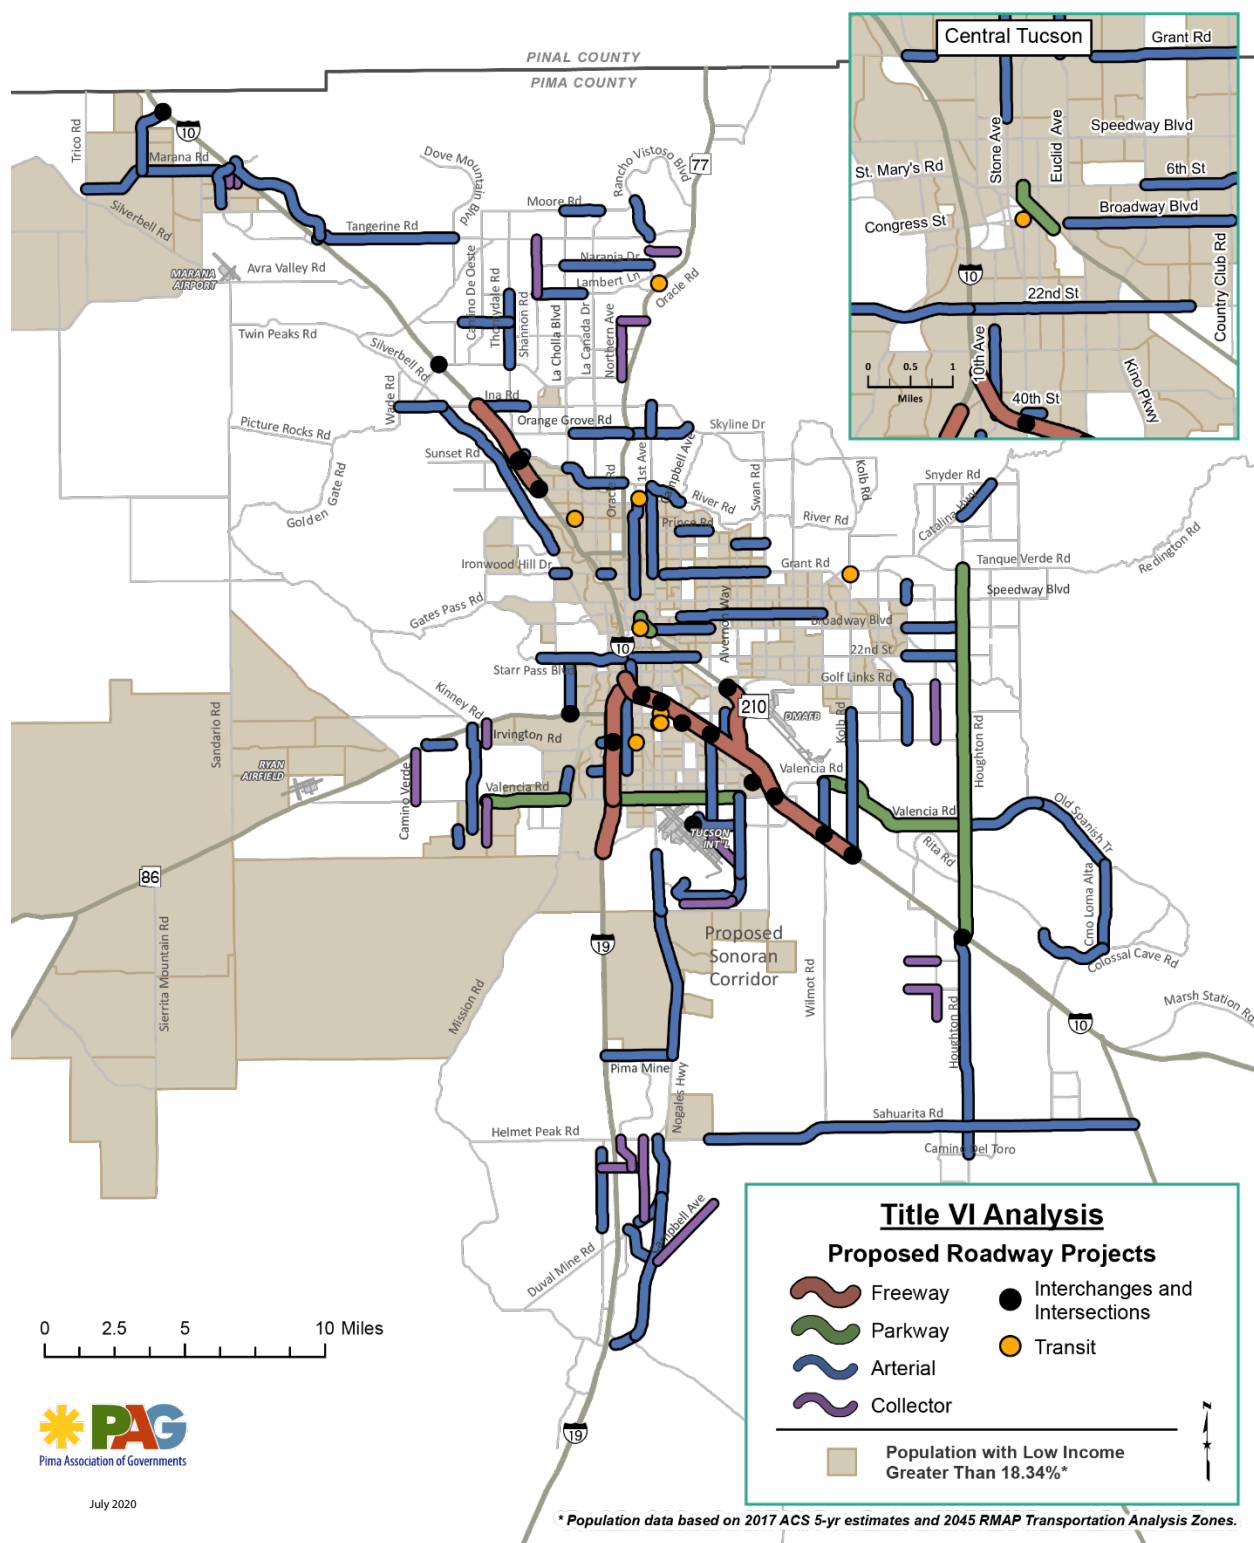 PINAL COUNTY
PIMA COUNTY
Central Tucson
Grant Rd
Stone Ave
Euclid Ave
Speedway Blvd
St. Mary's Rd
6th St
Congress St
Broadway Blvd
10
22nd St
Country Club Rd
10th Ave
Kino Pkwy
40th St
0 0.5 1
Miles
Trico Rd
10
Marana Rd
Silverbell Rd
Dove Mountain Blvd
77
Rancho Vistoso Blvd
Moore Rd
Tangerine Rd
MARANA
AIRPORT
Avra Valley Rd
Naranja Dr
Lambert Ln
Oracle Rd
Camino De Oeste
Thornydale Rd
Shannon Rd
La Cholla Blvd
La Canada Dr
Northern Ave
Twin Peaks Rd
Silverbell Rd
Wade Rd
Ina Rd
Orange Grove Rd
Skyline Dr
Picture Rocks Rd
Sunset Rd
Golden Gate Rd
Oracle Rd
1st Ave
Campbell Ave
Swan Rd
Kolb Rd
River Rd
River Rd
Prince Rd
Snyder Rd
Catalina Hwy
Redington Rd
Tanque Verde Rd
Ironwood Hill Dr
Grant Rd
Speedway Blvd
Gates Pass Rd
Alvernon Way
Broadway Blvd
10
22nd St
Starr Pass Blvd
Golf Links Rd
Kinney Rd
210
DMAFB
Kolb Rd
Houghton Rd
Sandario Rd
Irvington Rd
RYAN
AIRFIELD
Valencia Rd
Camino Verde
Valencia Rd
Valencia Rd
Old Spanish Tr
TUCSON
INT'L
Rita Rd
86
Cmo Loma Alta
19
Proposed
Sonoran
Corridor
Colossal Cave Rd
Sierrita Mountain Rd
Mission Rd
Wilmot Rd
Houghton Rd
Marsh Station Rd
10
Pima Mine
Nogales Hwy
Sahuarita Rd
Helmet Peak Rd
Camino Del Toro
Campbell Ave
Duval Mine Rd
19
0 2.5 5 10 Miles
Title VI Analysis
Proposed Roadway Projects
Freeway
Parkway
Arterial
Collector
Interchanges and
Intersections
Transit
Population with Low Income
Greater Than 18.34%*
N
PAG
Pima Association of Governments
July 2020
* Population data based on 2017 ACS 5-yr estimates and 2045 RMAP Transportation Analysis Zones.